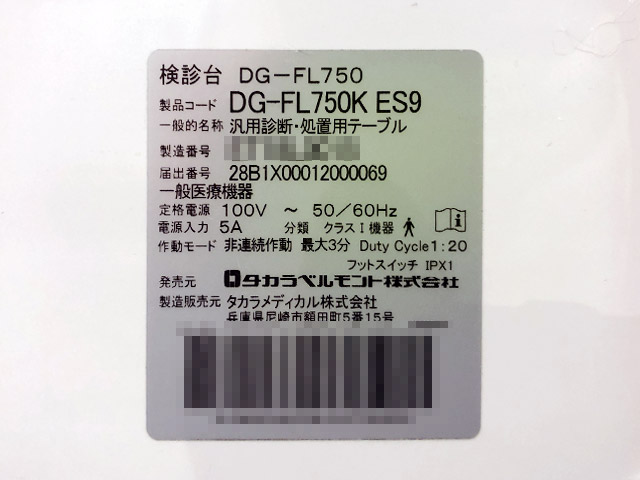 検診台 DG-FL750
製品コード DG-FL750K ES9
一般的名称 汎用診断・処置用テーブル
製造番号
届出番号 28B1X00012000069
一般医療機器
定格電源 100V ～ 50／60Hz
電源入力 5A 分類 クラスⅠ機器
作動モード 非連続作動 最大3分 Duty Cycle1:20
フットスイッチ IPX1
発売元 タカラベルモント株式会社
製造販売元 タカラメディカル株式会社
兵庫県尼崎市額田町5番15号